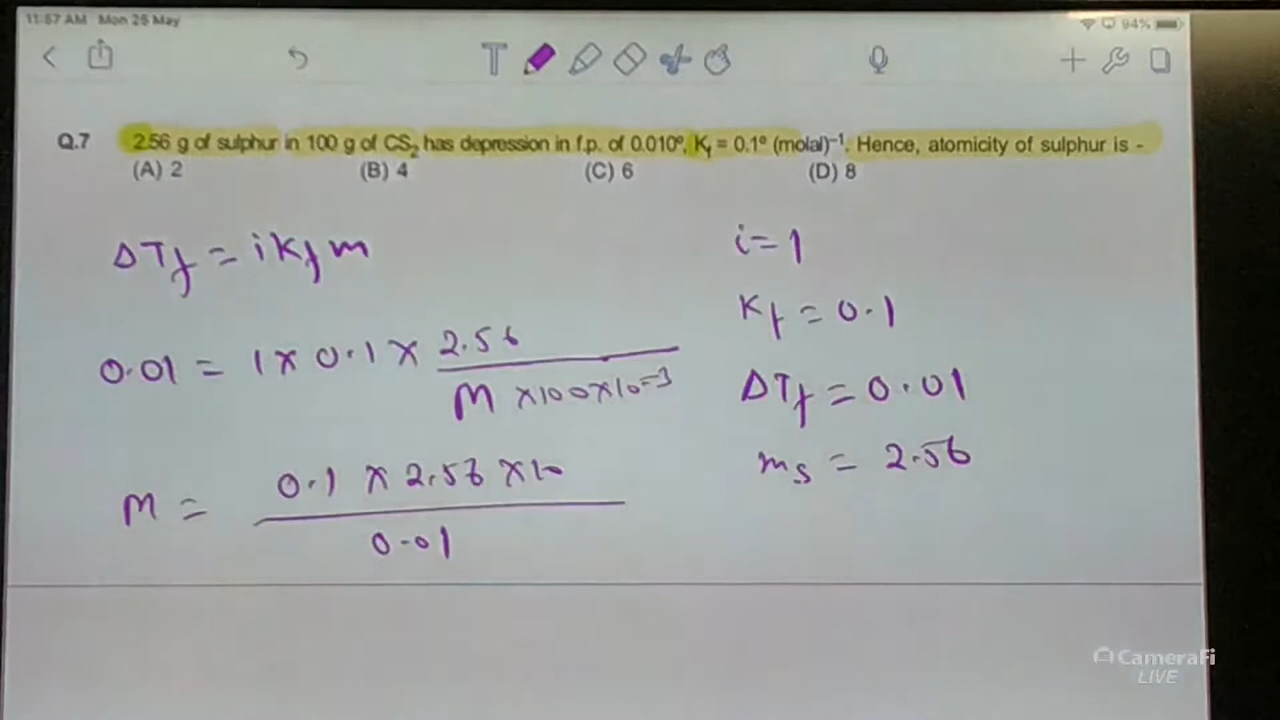 11:57 AM Mon 25 May
94%
T
Q.7 2.56 g of sulphur in 100 g of CS₂ has depression in f.p. of 0.010º, Kf = 0.1º (molal)⁻¹. Hence, atomicity of sulphur is -
(A) 2 (B) 4 (C) 6 (D) 8
ΔTf = i Kf m
i = 1
Kf = 0.1
0.01 = 1 × 0.1 × 2.56 / M × 100 × 10⁻³
ΔTf = 0.01
ms = 2.56
M = 0.1 × 2.56 × 10 / 0.01
CameraFi
LIVE